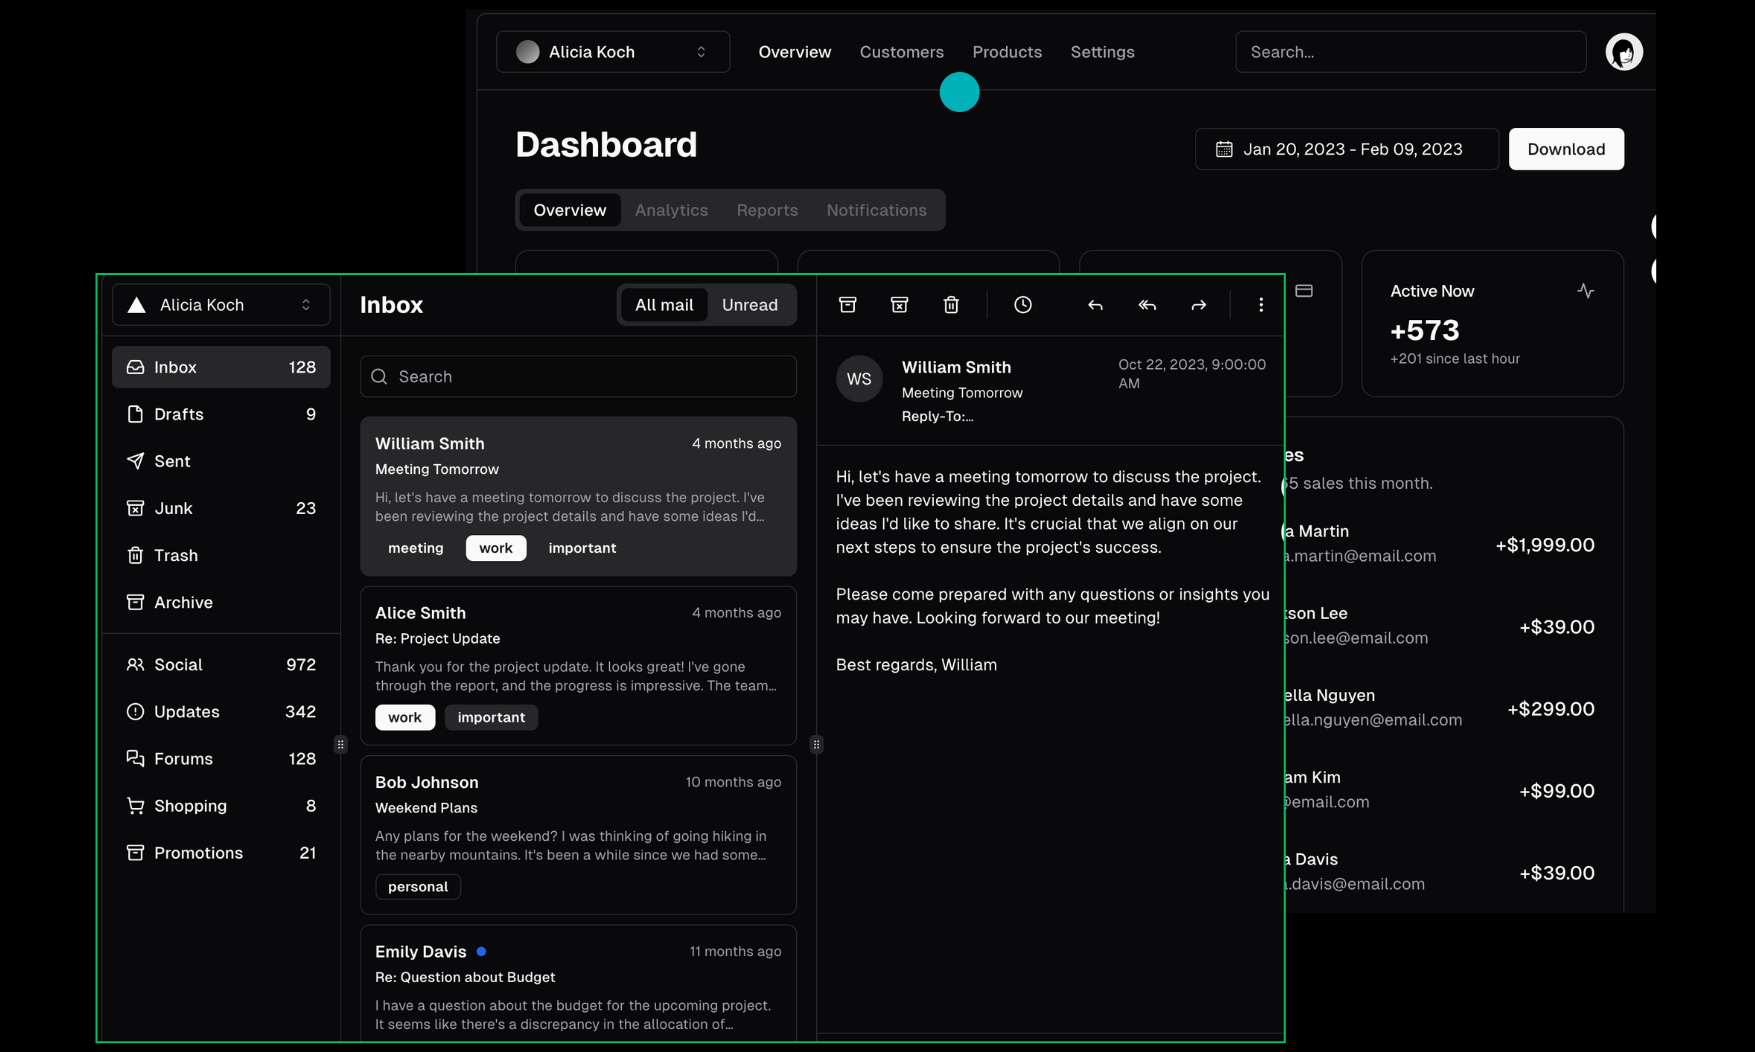 Alicia Koch
Overview Customers Products Settings
Search...
Dashboard
Jan 20, 2023 - Feb 09, 2023
Download
Overview Analytics Reports Notifications
Active Now
+573
+201 since last hour
sales this month.
Martin
+$1,999.00
.martin@email.com
Lee
+$39.00
.lee@email.com
Nguyen
+$299.00
.nguyen@email.com
Kim
+$99.00
@email.com
Davis
+$39.00
.davis@email.com
Alicia Koch
Inbox 128
Drafts 9
Sent
Junk 23
Trash
Archive
Social 972
Updates 342
Forums 128
Shopping 8
Promotions 21
Inbox
All mail Unread
Search
William Smith 4 months ago
Meeting Tomorrow
Hi, let's have a meeting tomorrow to discuss the project. I've
been reviewing the project details and have some ideas I'd...
meeting work important
Alice Smith 4 months ago
Re: Project Update
Thank you for the project update. It looks great! I've gone
through the report, and the progress is impressive. The team...
work important
Bob Johnson 10 months ago
Weekend Plans
Any plans for the weekend? I was thinking of going hiking in
the nearby mountains. It's been a while since we had some...
personal
Emily Davis 11 months ago
Re: Question about Budget
I have a question about the budget for the upcoming project.
It seems like there's a discrepancy in the allocation of...
WS
William Smith
Meeting Tomorrow
Reply-To:...
Oct 22, 2023, 9:00:00
AM
Hi, let's have a meeting tomorrow to discuss the project.
I've been reviewing the project details and have some
ideas I'd like to share. It's crucial that we align on our
next steps to ensure the project's success.
Please come prepared with any questions or insights you
may have. Looking forward to our meeting!
Best regards, William